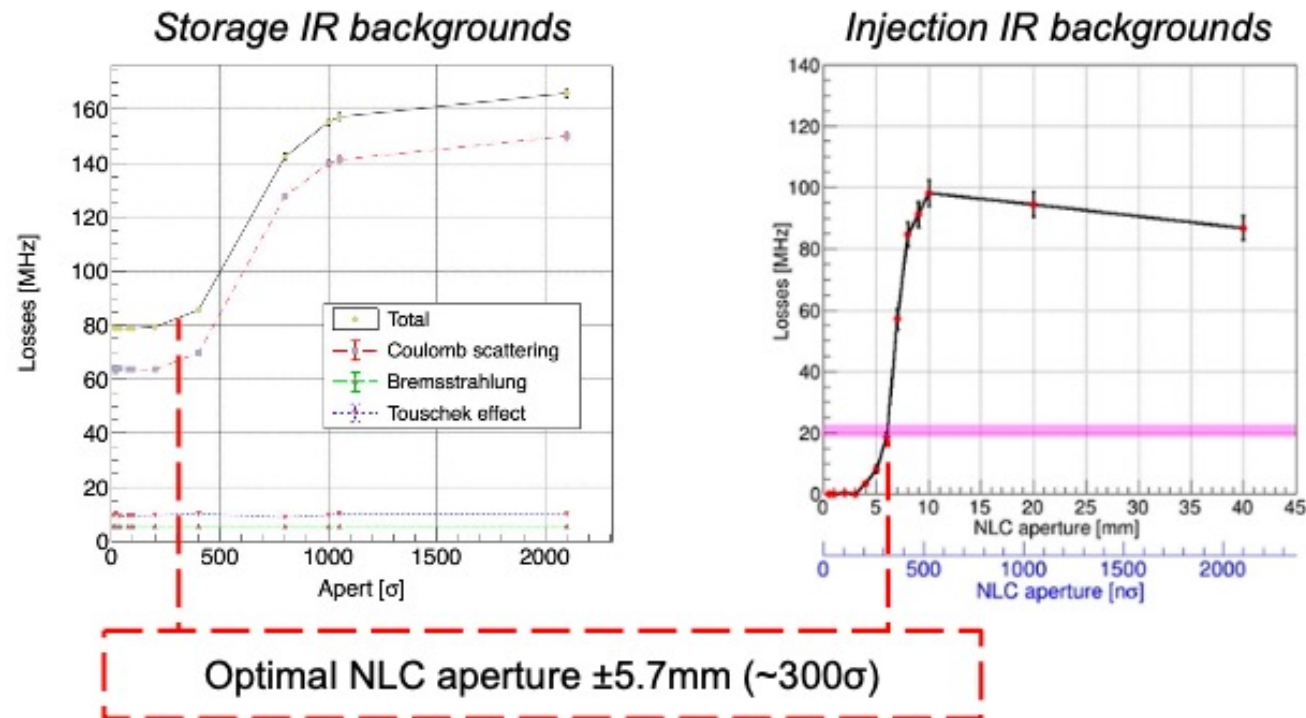 Storage IR backgrounds
160
140
120
100
80
60
40
20
0
Losses [MHz]
Total
Coulomb scattering
Bremsstrahlung
Touschek effect
0 500 1000 1500 2000
Apert [σ]
Injection IR backgrounds
140
120
100
80
60
40
20
0
Losses [MHz]
0 5 10 15 20 25 30 35 40 45
NLC aperture [mm]
0 500 1000 1500 2000
NLC aperture [nσ]
Optimal NLC aperture ±5.7mm (~300σ)